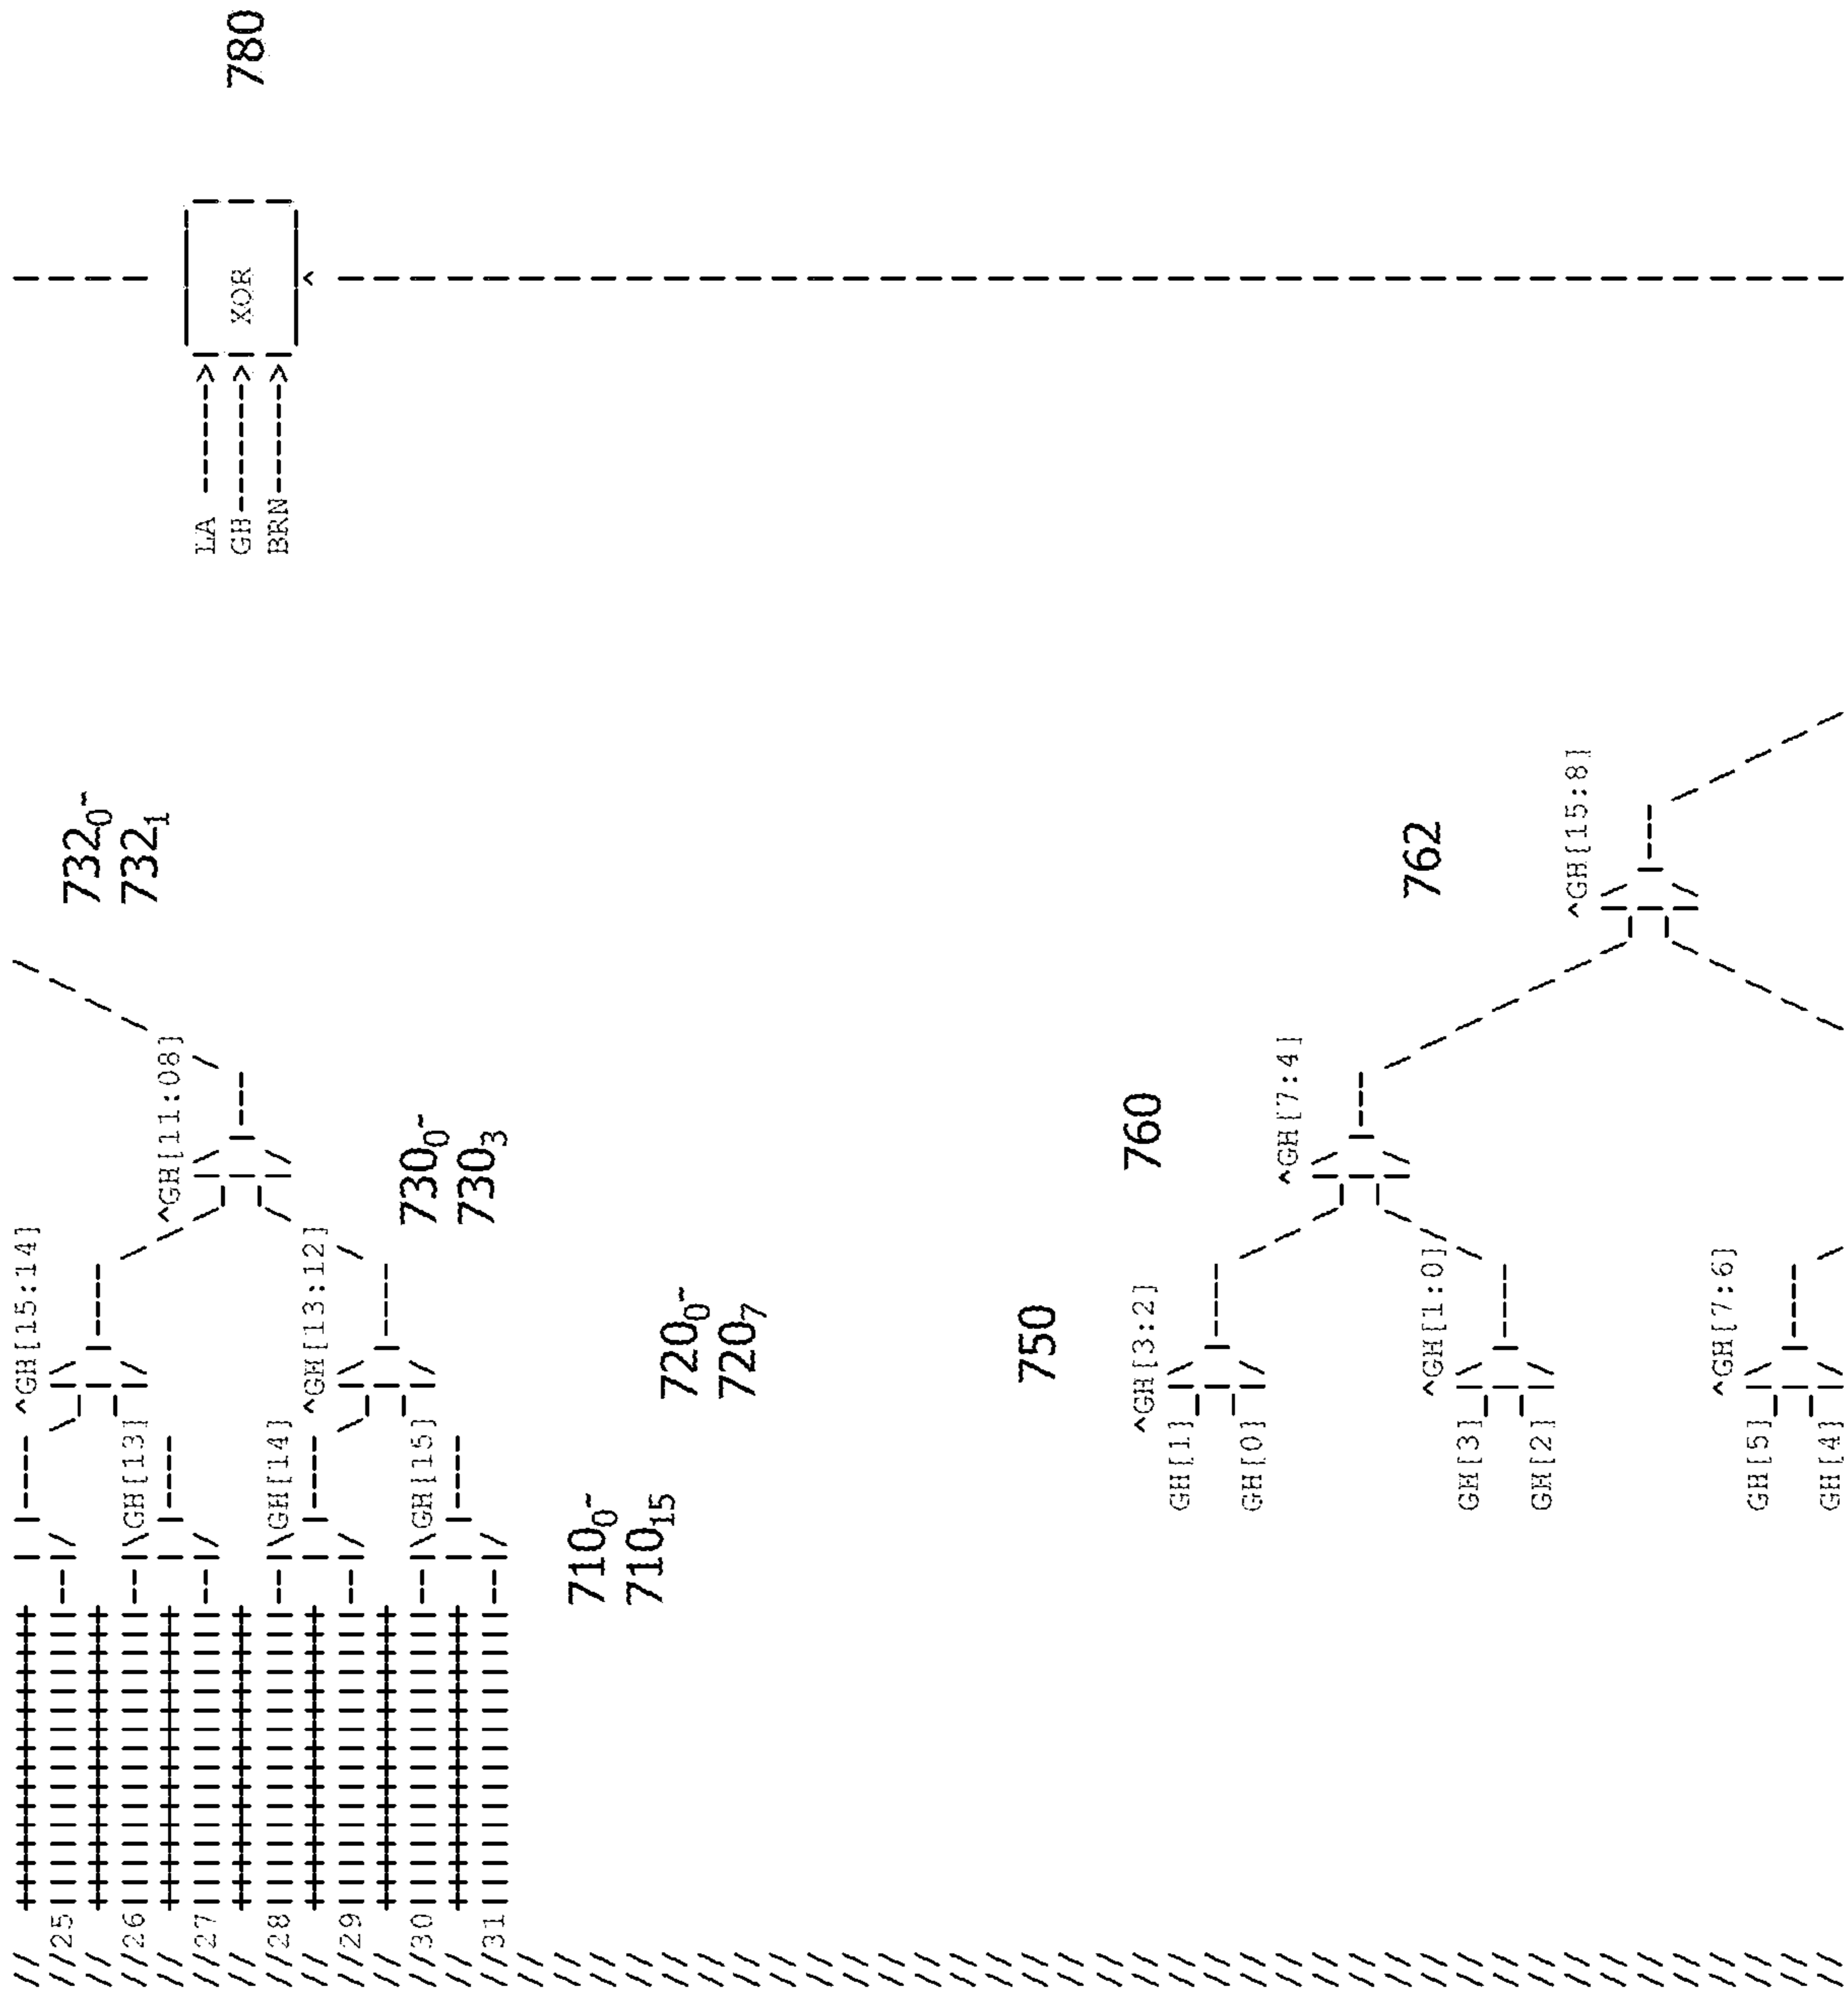 ^GH[15:14]
//25
732₀~
732₁
//26 GH[13]
^GH[11:08]
//27 LA
GH XOR 780
//28 GH[14] BRN
^GH[13:12]
//29
//30 GH[15]
730₀~
730₃
//31
710₀~
710₁₅
720₀~
720₇
750
760
^GH[3:2]
GH[1]
GH[0]
^GH[7:4]
762
^GH[1:0]
GH[3]
GH[2]
^GH[15:8]
^GH[7:6]
GH[5]
GH[4]